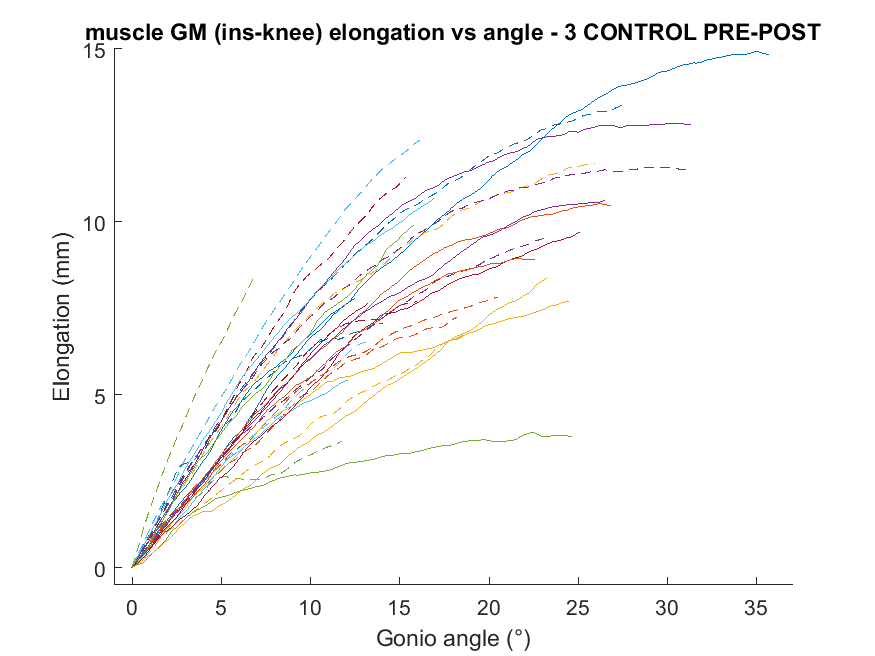 muscle GM (ins-knee) elongation vs angle - 3 CONTROL PRE-POST
15
10
5
0
Elongation (mm)
0 5 10 15 20 25 30 35
Gonio angle (°)